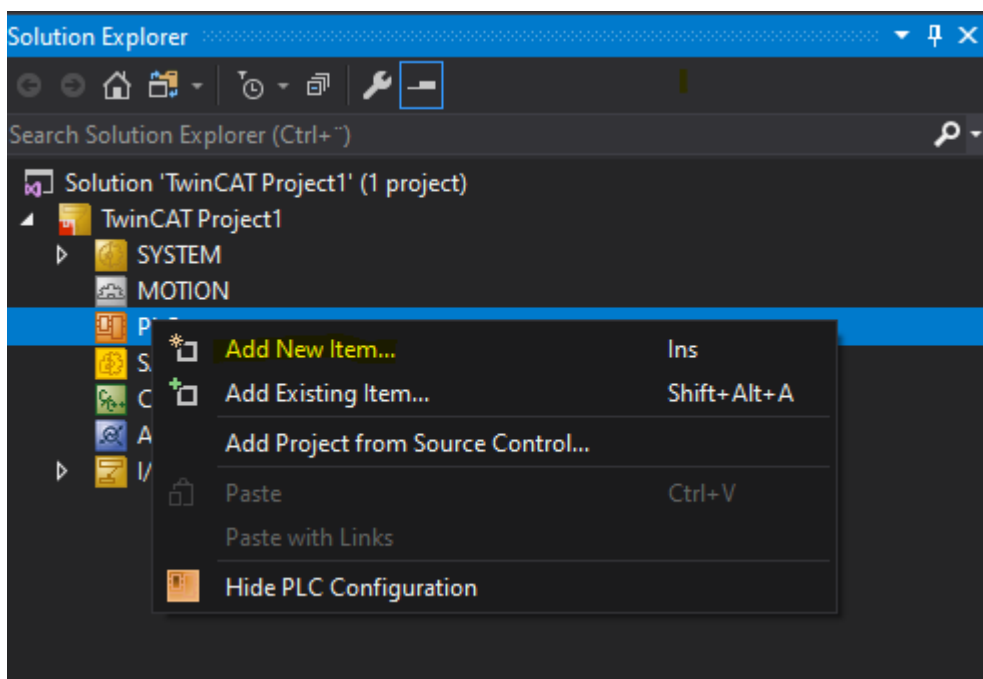 Solution Explorer
Search Solution Explorer (Ctrl+¨)
Solution 'TwinCAT Project1' (1 project)
TwinCAT Project1
SYSTEM
MOTION
Add New Item... Ins
Add Existing Item... Shift+Alt+A
Add Project from Source Control...
Paste Ctrl+V
Paste with Links
Hide PLC Configuration